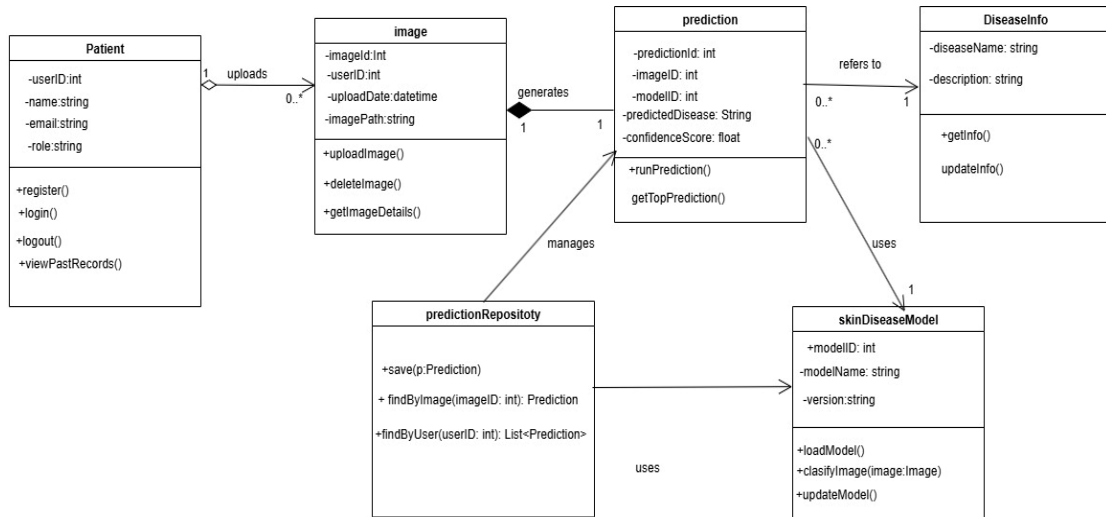 Patient
-userID:int
-name:string
-email:string
-role:string
+register()
+login()
+logout()
+viewPastRecords()
1
uploads
0..*
image
-imageId:Int
-userID:int
-uploadDate:datetime
-imagePath:string
+uploadImage()
+deleteImage()
+getImageDetails()
generates
1
1
prediction
-predictionId: int
-imageID: int
-modelID: int
-predictedDisease: String
-confidenceScore: float
+runPrediction()
getTopPrediction()
refers to
0..*
1
DiseaseInfo
-diseaseName: string
-description: string
+getInfo()
updateInfo()
0..*
uses
1
manages
predictionRepositoty
+save(p:Prediction)
+ findByImage(imageID: int): Prediction
+findByUser(userID: int): List<Prediction>
uses
skinDiseaseModel
+modelID: int
-modelName: string
-version:string
+loadModel()
+clasifyImage(image:Image)
+updateModel()